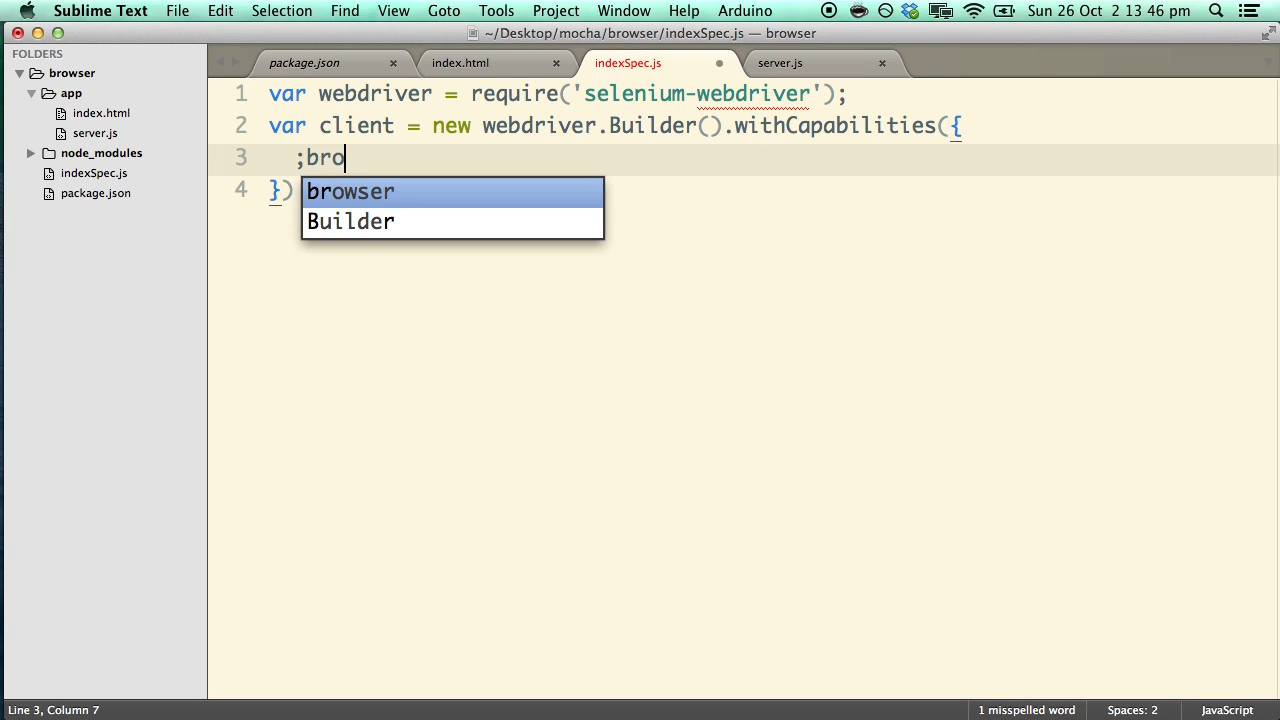 Sublime Text File Edit Selection Find View Goto Tools Project Window Help Arduino Sun 26 Oct 2 13 46 pm
~/Desktop/mocha/browser/indexSpec.js — browser
FOLDERS
browser
app
index.html
server.js
node_modules
indexSpec.js
package.json
package.json × index.html × indexSpec.js server.js ×
1 var webdriver = require('selenium-webdriver');
2 var client = new webdriver.Builder().withCapabilities({
3 ;bro
4 })
browser
Builder
Line 3, Column 7 1 misspelled word Spaces: 2 JavaScript